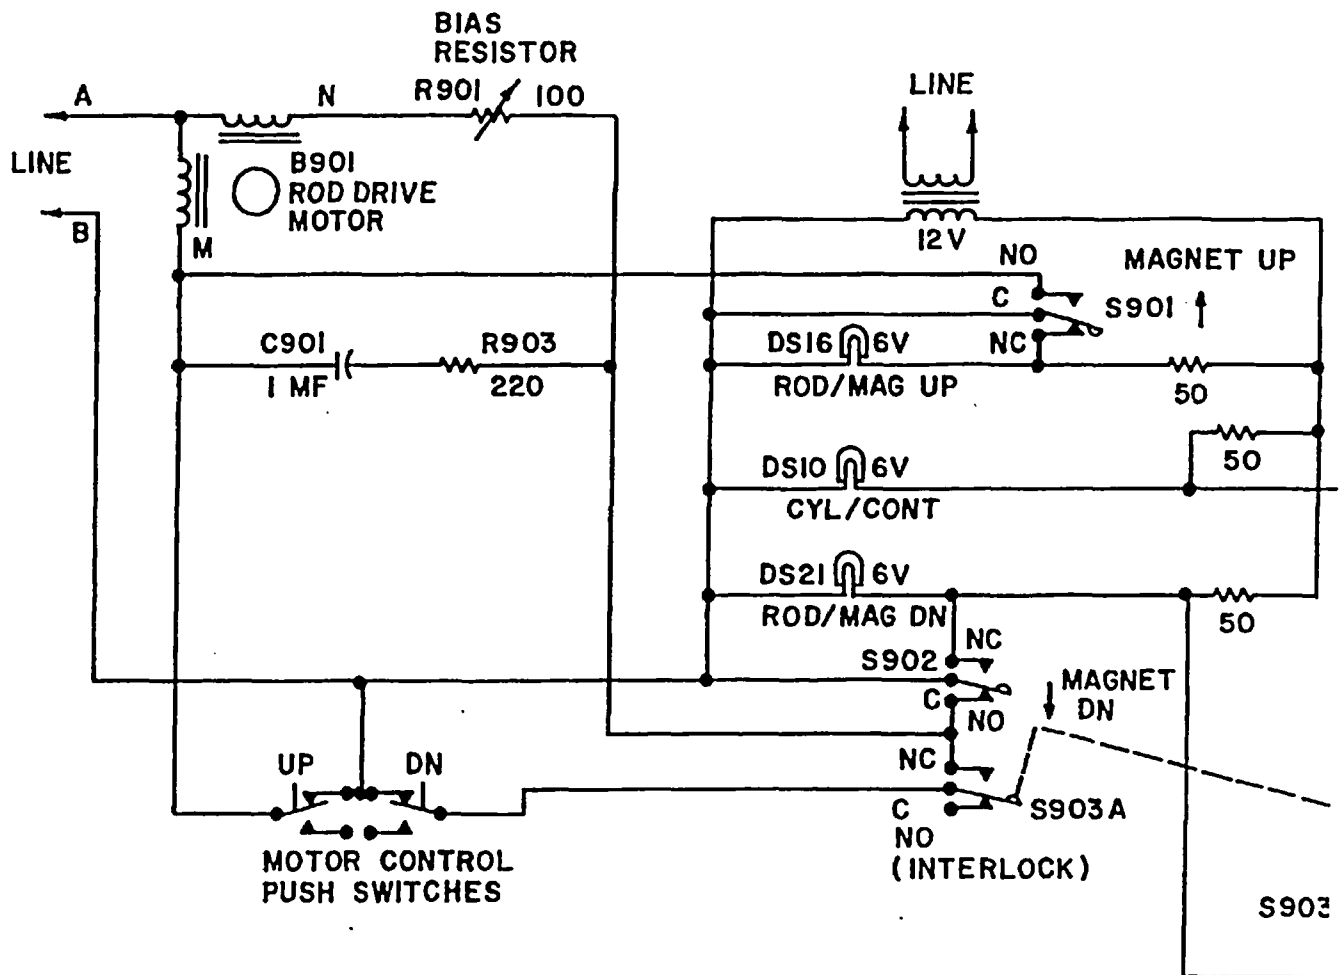 BIAS
RESISTOR
R901 100
A
N
LINE
B
B901
ROD DRIVE
MOTOR
M
LINE
12V
NO
MAGNET UP
C
S901
NC
C901
1 MF
R903
220
DS16 6V
ROD/MAG UP
50
50
DS10 6V
CYL/CONT
DS21 6V
ROD/MAG DN
50
NC
S902
C
NO
MAGNET
DN
NC
UP DN
C
NO
(INTERLOCK)
S903A
MOTOR CONTROL
PUSH SWITCHES
S903